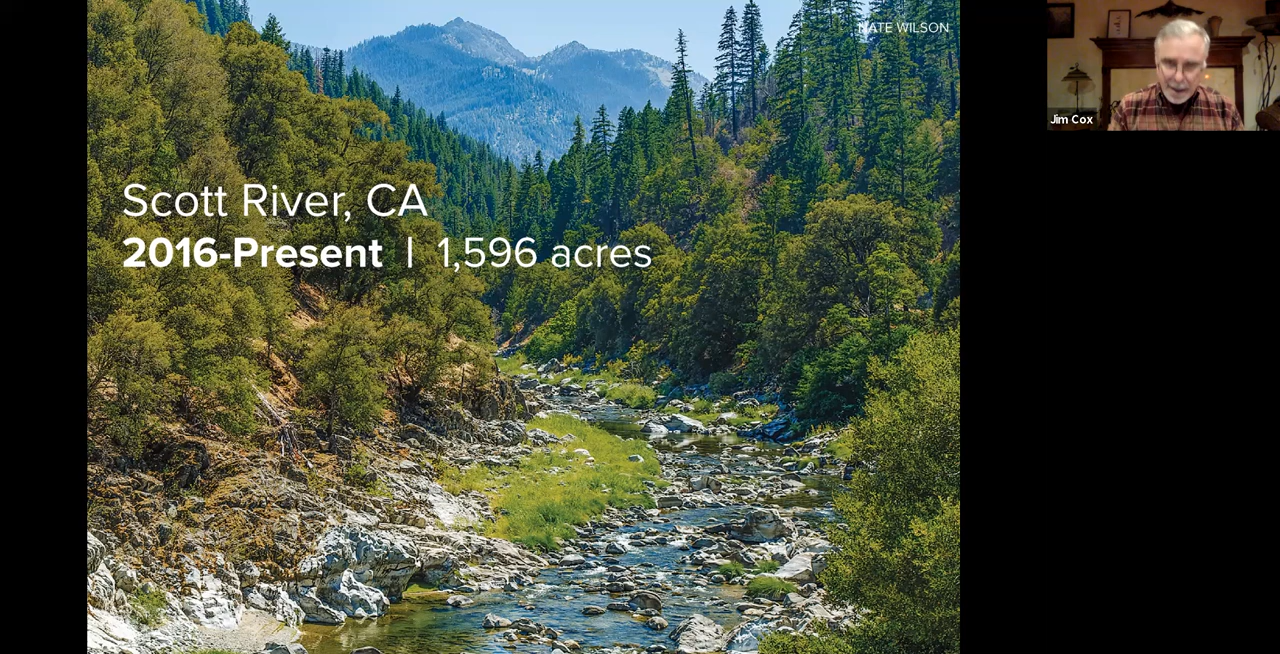 NATE WILSON
Scott River, CA
2016-Present | 1,596 acres
Jim Cox